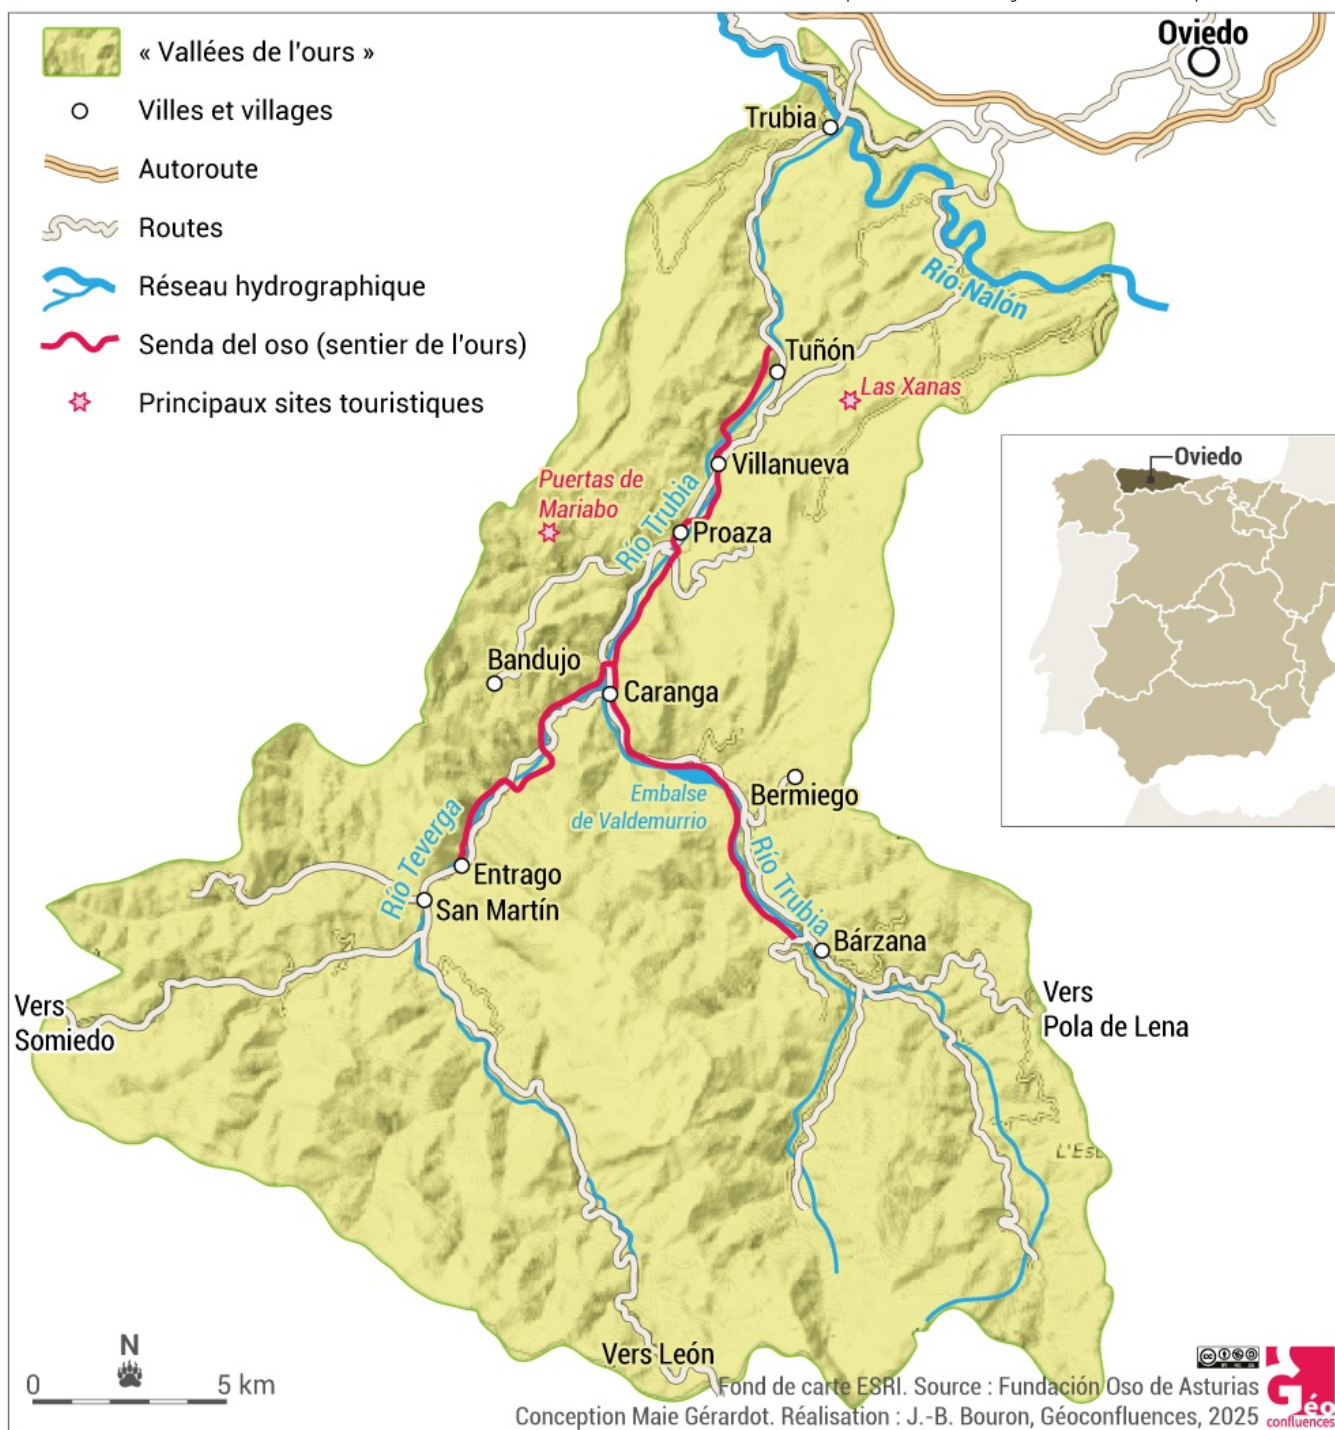 « Vallées de l'ours »
Villes et villages
Autoroute
Routes
Réseau hydrographique
Senda del oso (sentier de l'ours)
Principaux sites touristiques
Oviedo
Trubia
Río Nalón
Tuñón
Las Xanas
Villanueva
Puertas de
Mariabo
Río Trubia
Proaza
Oviedo
Bandujo
Caranga
Embalse
de Valdemurrio
Bermiego
Río Teverga
Río Trubia
Entrago
San Martín
Bárzana
Vers
Somiedo
Vers
Pola de Lena
Vers León
N
0 5 km
Fond de carte ESRI. Source : Fundación Oso de Asturias
Conception Maie Gérardot. Réalisation : J.-B. Bouron, Géoconfluences, 2025
Géo
confluences